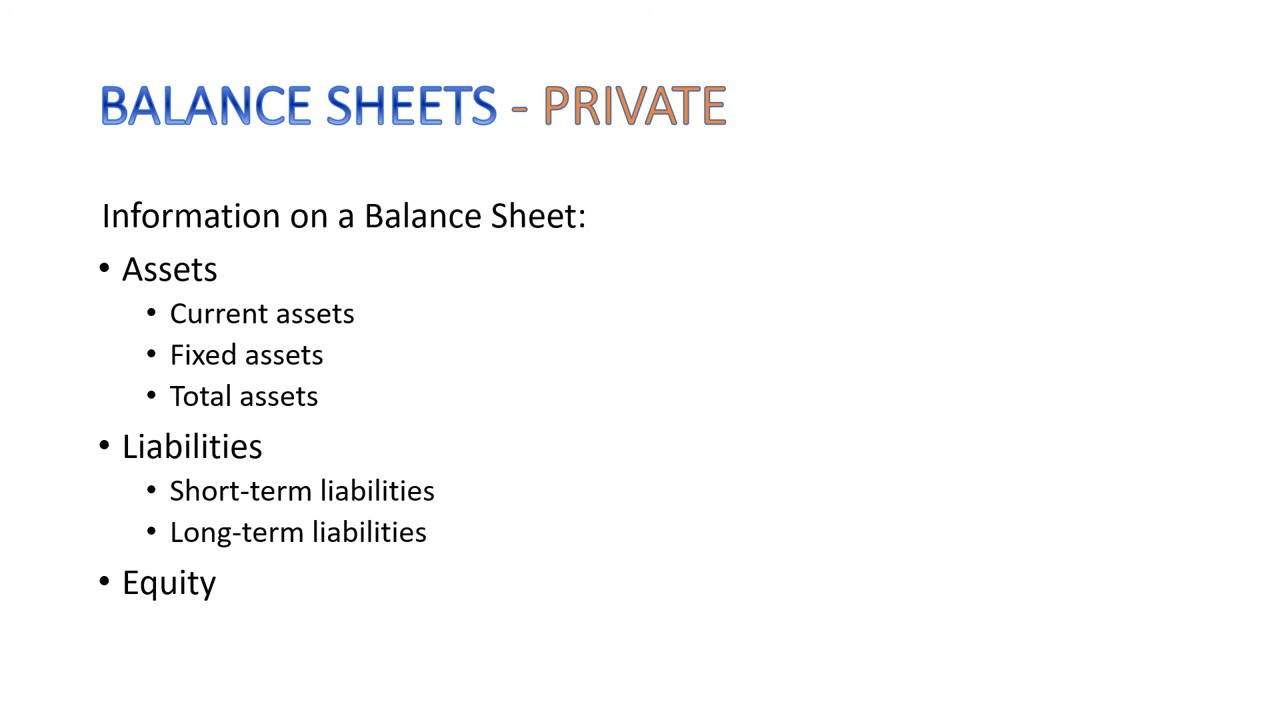 BALANCE SHEETS - PRIVATE
Information on a Balance Sheet:
• Assets
• Current assets
• Fixed assets
• Total assets
• Liabilities
• Short-term liabilities
• Long-term liabilities
• Equity